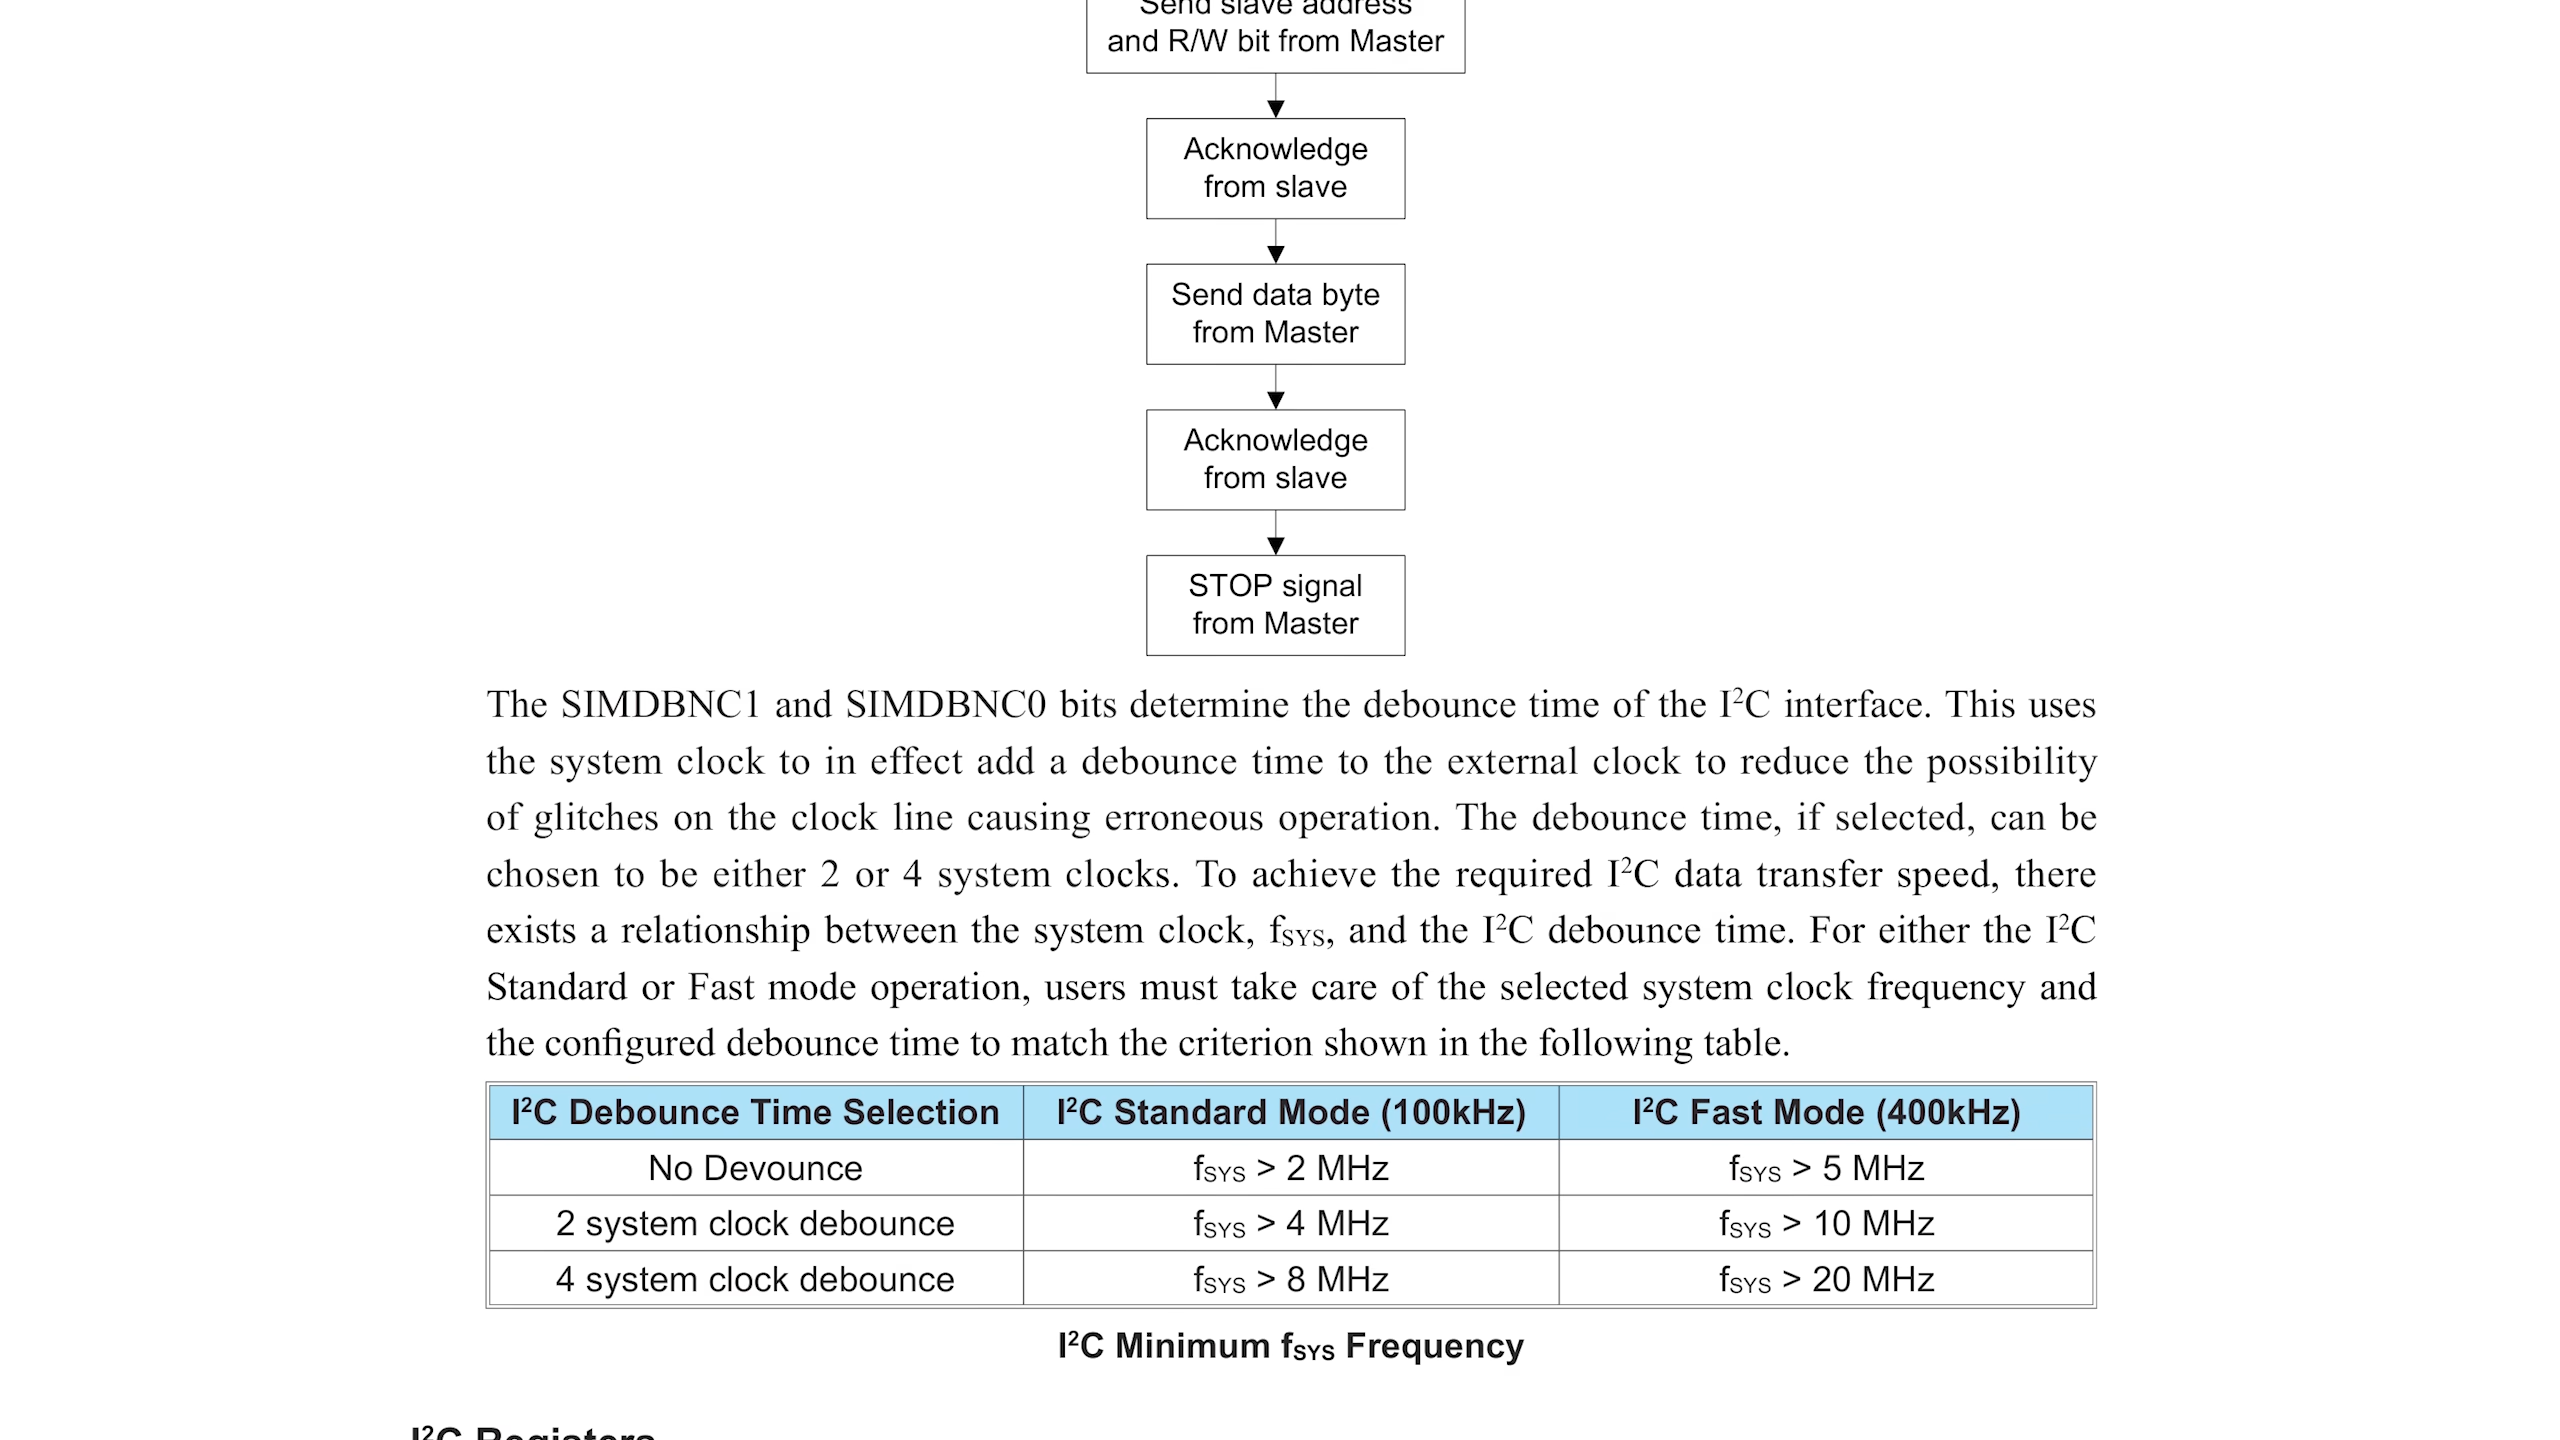 Send slave address
and R/W bit from Master
Acknowledge
from slave
Send data byte
from Master
Acknowledge
from slave
STOP signal
from Master
The SIMDBNC1 and SIMDBNC0 bits determine the debounce time of the I²C interface. This uses
the system clock to in effect add a debounce time to the external clock to reduce the possibility
of glitches on the clock line causing erroneous operation. The debounce time, if selected, can be
chosen to be either 2 or 4 system clocks. To achieve the required I²C data transfer speed, there
exists a relationship between the system clock, fSYS, and the I²C debounce time. For either the I²C
Standard or Fast mode operation, users must take care of the selected system clock frequency and
the configured debounce time to match the criterion shown in the following table.
I²C Debounce Time Selection I²C Standard Mode (100kHz) I²C Fast Mode (400kHz)
No Devounce fSYS > 2 MHz fSYS > 5 MHz
2 system clock debounce fSYS > 4 MHz fSYS > 10 MHz
4 system clock debounce fSYS > 8 MHz fSYS > 20 MHz
I²C Minimum fSYS Frequency
I²C Registers